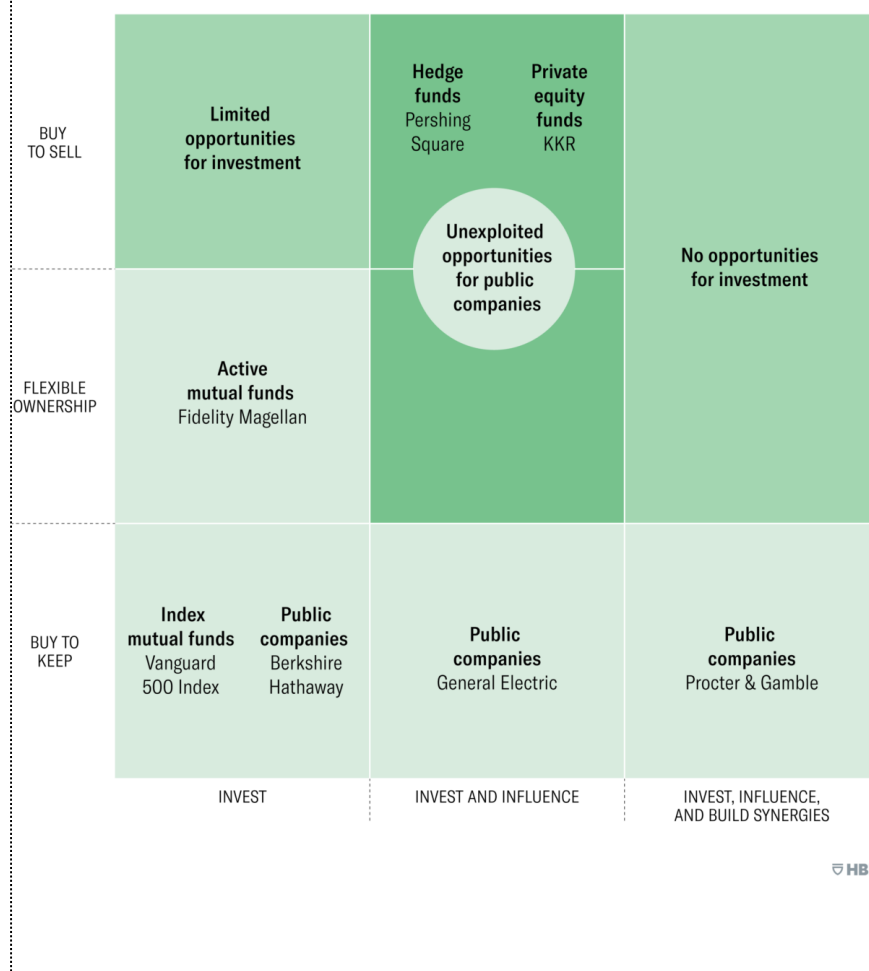 BUY
TO SELL
Limited
opportunities
for investment
Hedge
funds
Pershing
Square
Private
equity
funds
KKR
Unexploited
opportunities
for public
companies
No opportunities
for investment
FLEXIBLE
OWNERSHIP
Active
mutual funds
Fidelity Magellan
BUY TO
KEEP
Index
mutual funds
Vanguard
500 Index
Public
companies
Berkshire
Hathaway
Public
companies
General Electric
Public
companies
Procter & Gamble
INVEST
INVEST AND INFLUENCE
INVEST, INFLUENCE,
AND BUILD SYNERGIES
HB